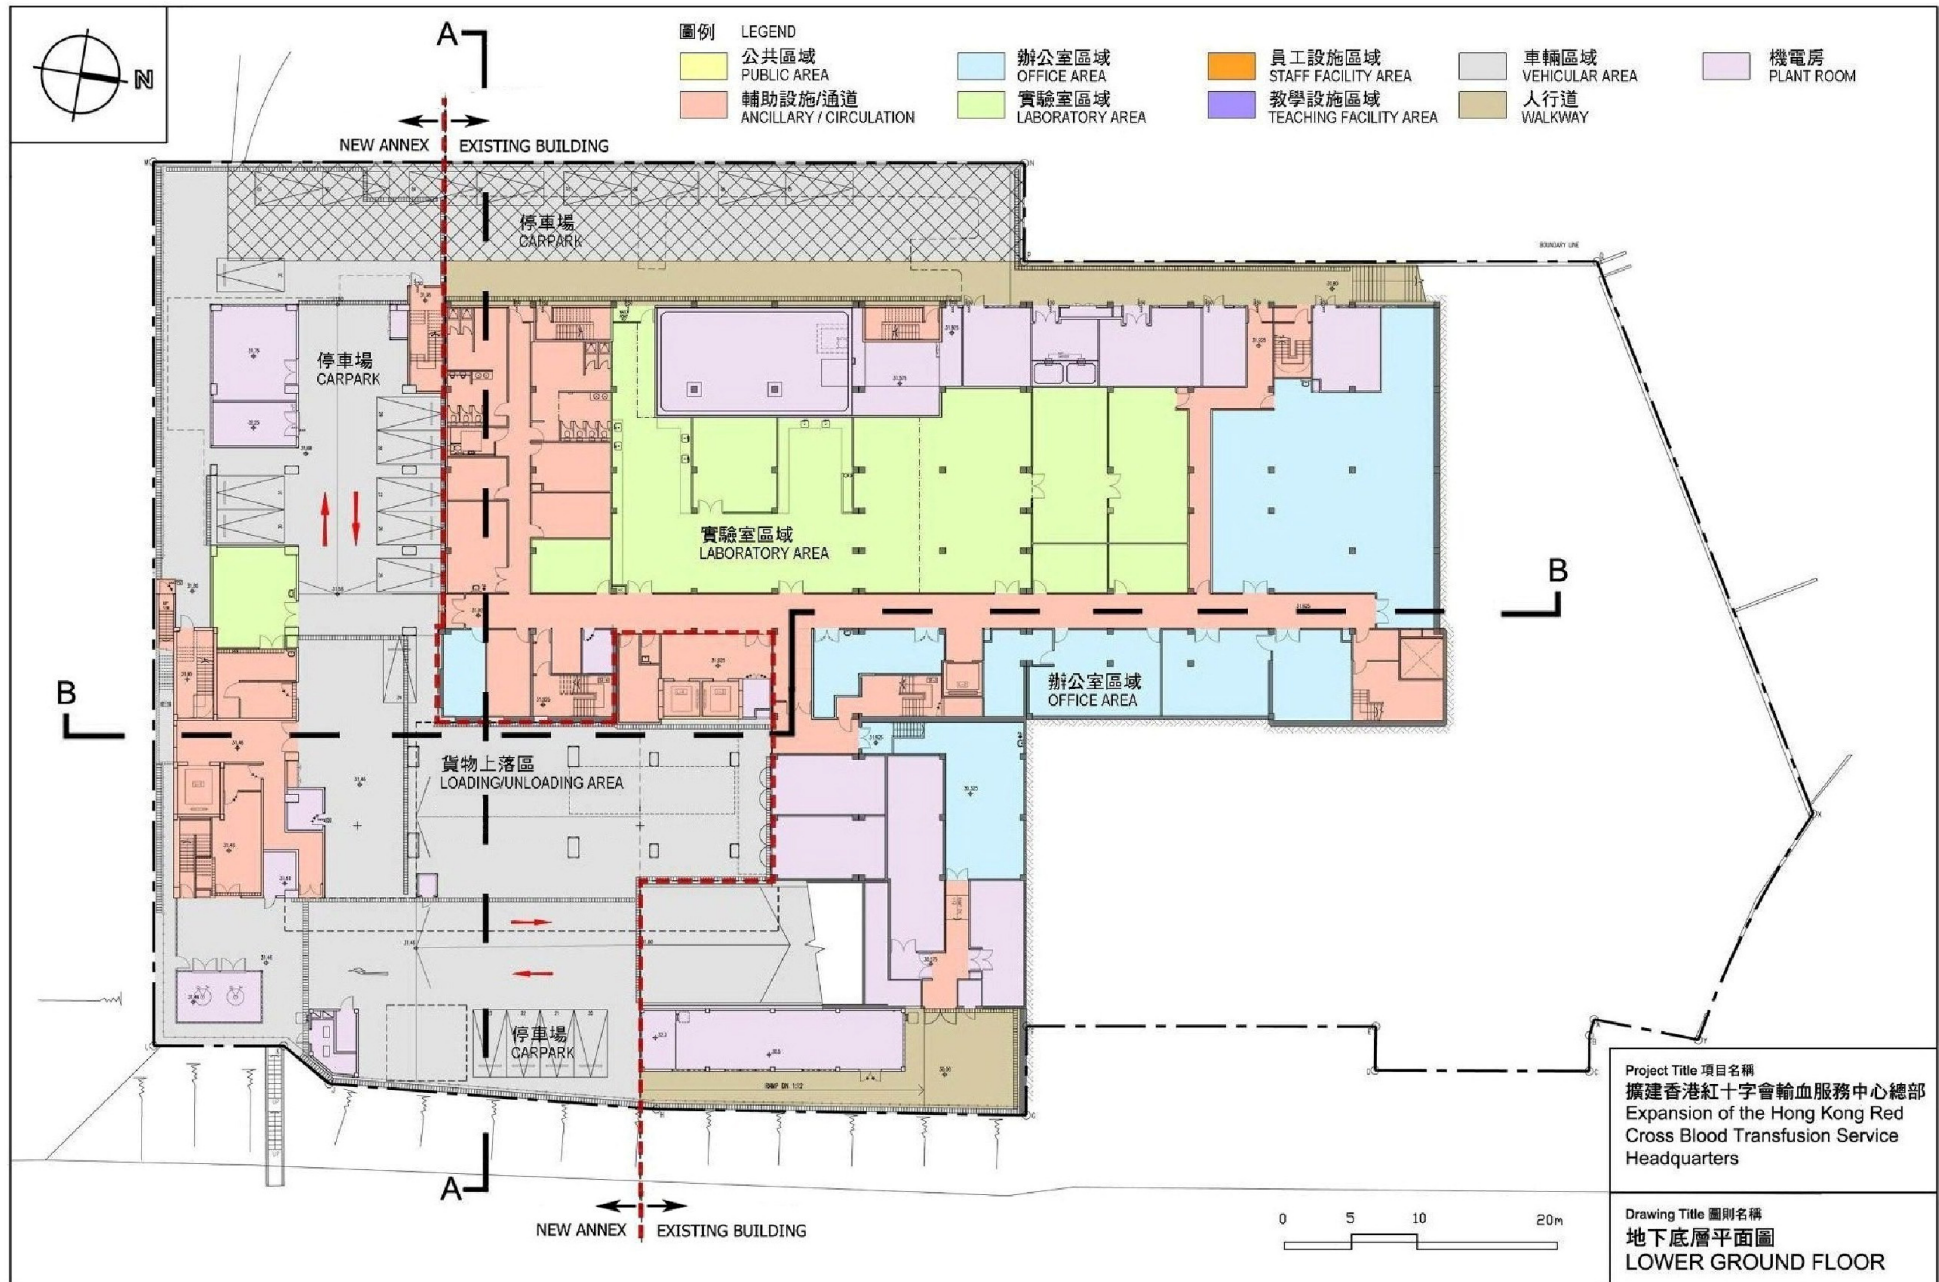 N
A
圖例 LEGEND
公共區域
PUBLIC AREA
辦公室區域
OFFICE AREA
員工設施區域
STAFF FACILITY AREA
車輛區域
VEHICULAR AREA
機電房
PLANT ROOM
輔助設施/通道
ANCILLARY / CIRCULATION
實驗室區域
LABORATORY AREA
教學設施區域
TEACHING FACILITY AREA
人行道
WALKWAY
NEW ANNEX
EXISTING BUILDING
停車場
CARPARK
BOUNDARY LINE
停車場
CARPARK
實驗室區域
LABORATORY AREA
B
B
辦公室區域
OFFICE AREA
貨物上落區
LOADING/UNLOADING AREA
停車場
CARPARK
RAMP DN 1:12
A
NEW ANNEX
EXISTING BUILDING
0 5 10 20m
Project Title 項目名稱
擴建香港紅十字會輸血服務中心總部
Expansion of the Hong Kong Red
Cross Blood Transfusion Service
Headquarters
Drawing Title 圖則名稱
地下底層平面圖
LOWER GROUND FLOOR